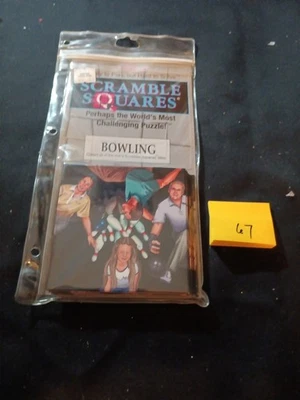 SCRAMBLE
SQUARES®
Perhaps the World's Most
Challenging Puzzle!
BOWLING
67